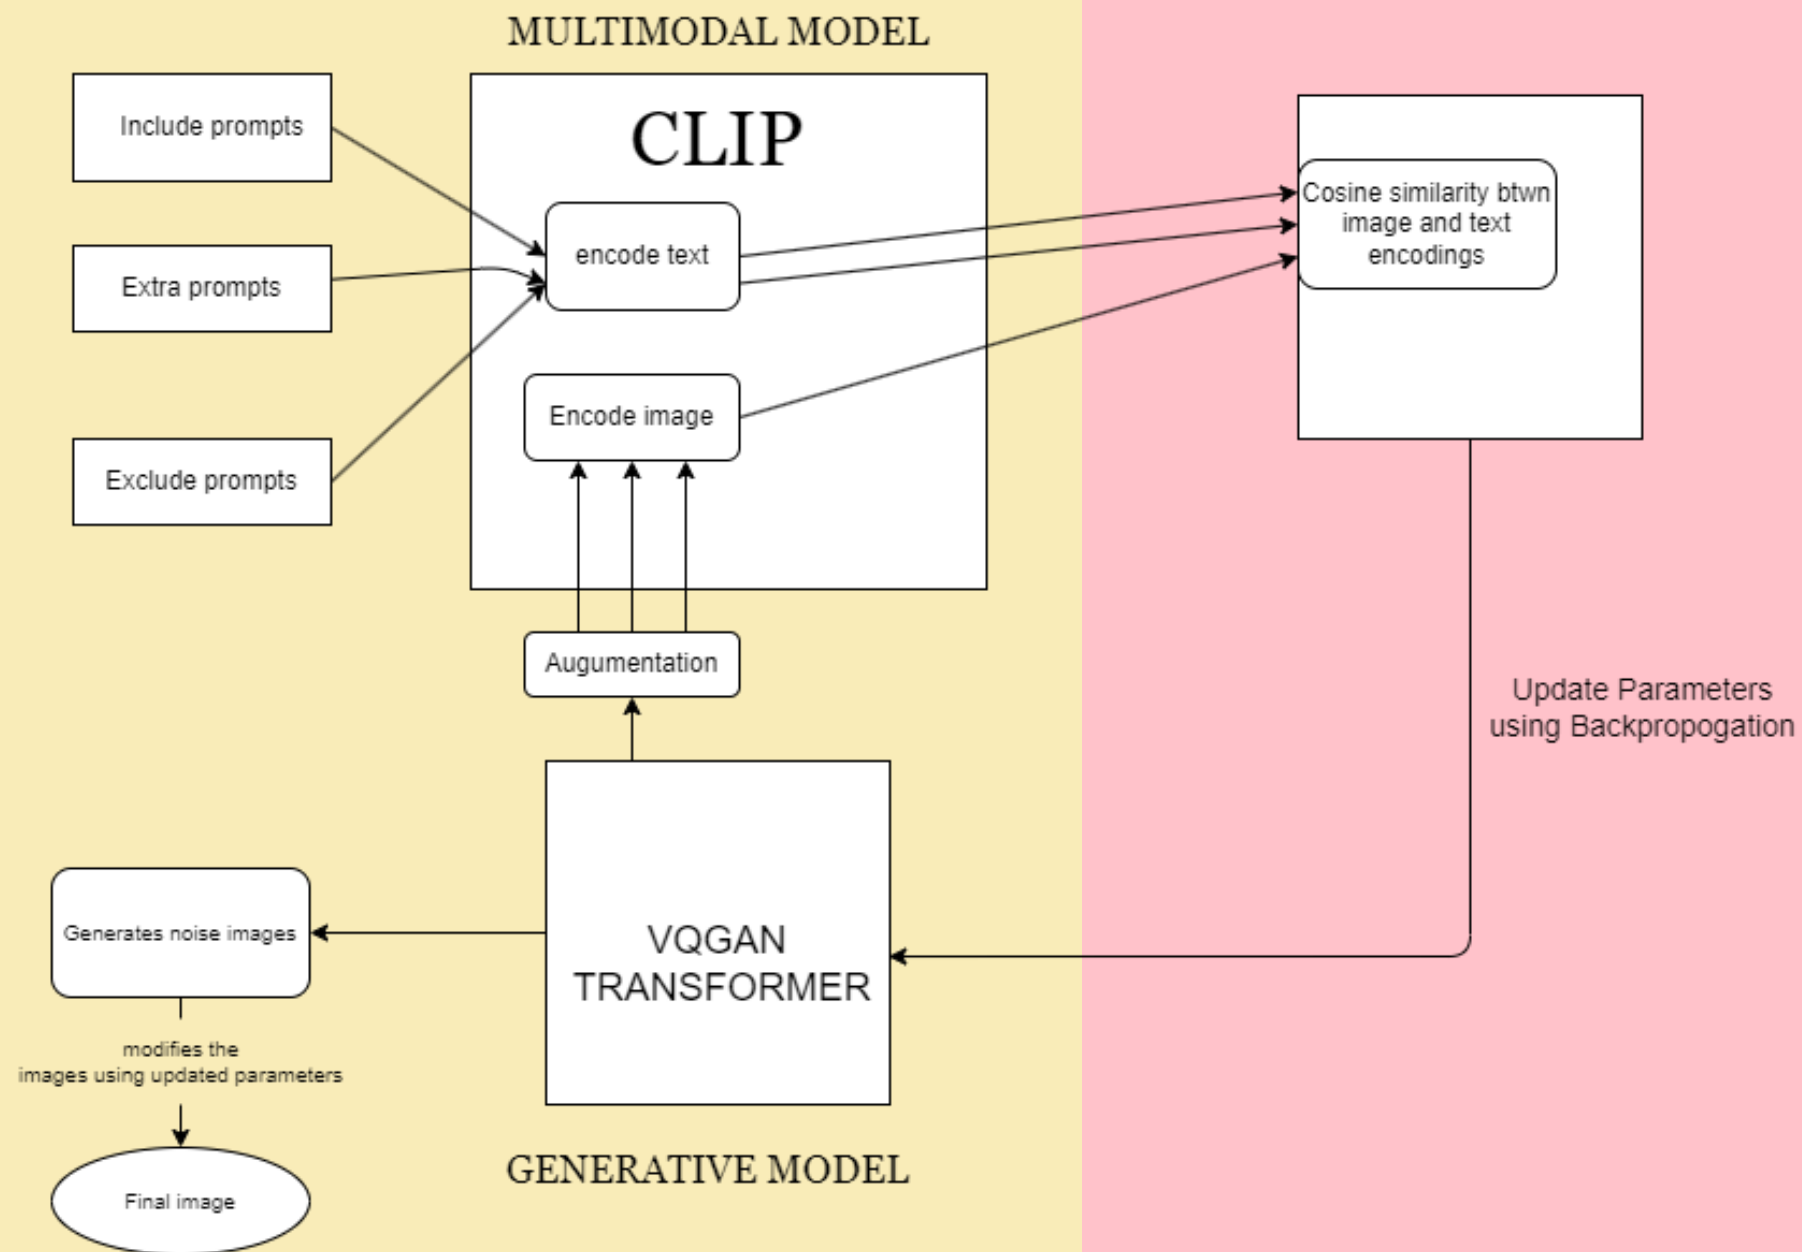 MULTIMODAL MODEL
Include prompts
CLIP
Cosine similarity btwn
image and text
encodings
encode text
Extra prompts
Encode image
Exclude prompts
Augumentation
Update Parameters
using Backpropogation
Generates noise images
VQGAN
TRANSFORMER
modifies the
images using updated parameters
GENERATIVE MODEL
Final image